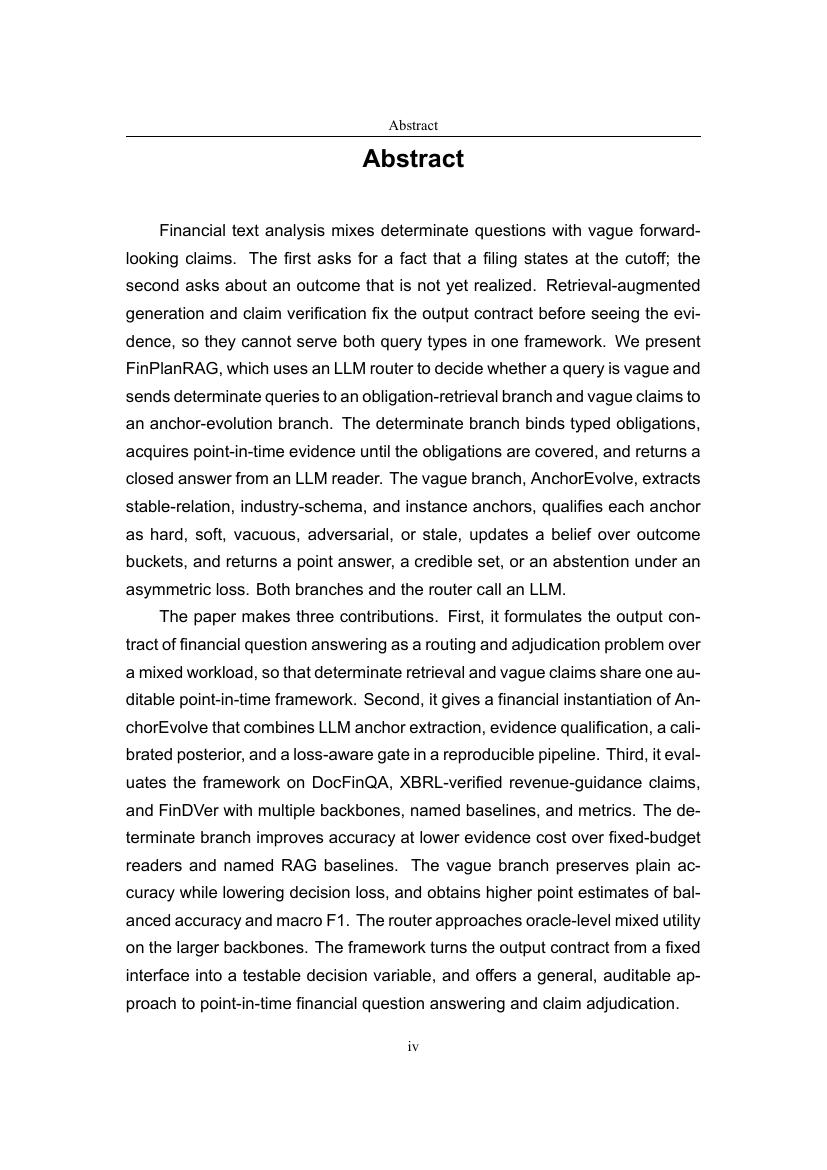 Abstract
Abstract
Financial text analysis mixes determinate questions with vague forward-
looking claims. The first asks for a fact that a filing states at the cutoff; the
second asks about an outcome that is not yet realized. Retrieval-augmented
generation and claim verification fix the output contract before seeing the evi-
dence, so they cannot serve both query types in one framework. We present
FinPlanRAG, which uses an LLM router to decide whether a query is vague and
sends determinate queries to an obligation-retrieval branch and vague claims to
an anchor-evolution branch. The determinate branch binds typed obligations,
acquires point-in-time evidence until the obligations are covered, and returns a
closed answer from an LLM reader. The vague branch, AnchorEvolve, extracts
stable-relation, industry-schema, and instance anchors, qualifies each anchor
as hard, soft, vacuous, adversarial, or stale, updates a belief over outcome
buckets, and returns a point answer, a credible set, or an abstention under an
asymmetric loss. Both branches and the router call an LLM.
The paper makes three contributions. First, it formulates the output con-
tract of financial question answering as a routing and adjudication problem over
a mixed workload, so that determinate retrieval and vague claims share one au-
ditable point-in-time framework. Second, it gives a financial instantiation of An-
chorEvolve that combines LLM anchor extraction, evidence qualification, a cali-
brated posterior, and a loss-aware gate in a reproducible pipeline. Third, it eval-
uates the framework on DocFinQA, XBRL-verified revenue-guidance claims,
and FinDVer with multiple backbones, named baselines, and metrics. The de-
terminate branch improves accuracy at lower evidence cost over fixed-budget
readers and named RAG baselines. The vague branch preserves plain ac-
curacy while lowering decision loss, and obtains higher point estimates of bal-
anced accuracy and macro F1. The router approaches oracle-level mixed utility
on the larger backbones. The framework turns the output contract from a fixed
interface into a testable decision variable, and offers a general, auditable ap-
proach to point-in-time financial question answering and claim adjudication.
iv